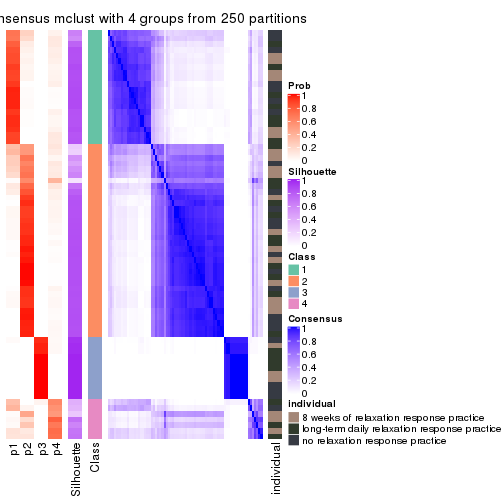 nsensus mclust with 4 groups from 250 partitions
Prob
1
0.8
0.6
0.4
0.2
0
Silhouette
1
0.8
0.6
0.4
0.2
0
Class
1
2
3
4
Consensus
1
0.8
0.6
0.4
0.2
0
individual
8 weeks of relaxation response practice
long-term daily relaxation response practice
no relaxation response practice
p1
p2
p3
p4
Silhouette
Class
individual